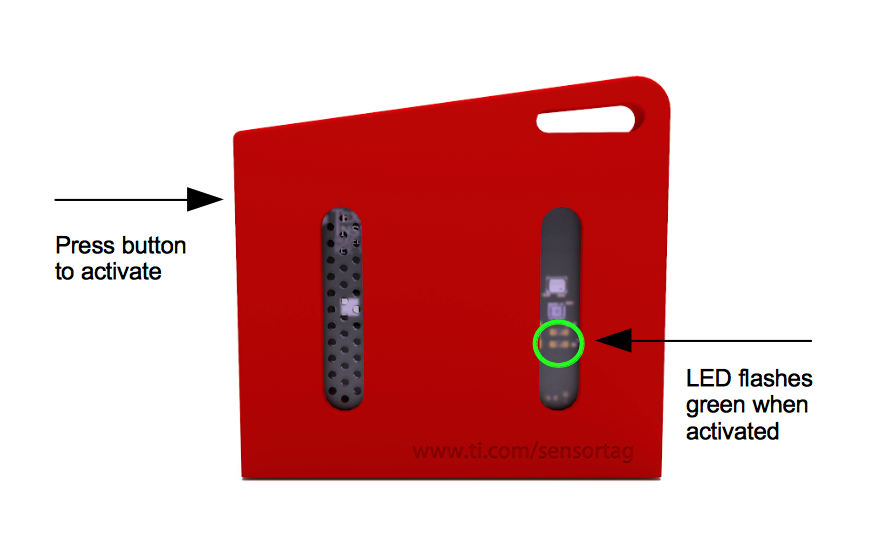 Press button
to activate
LED flashes
green when
activated
www.ti.com/sensortag